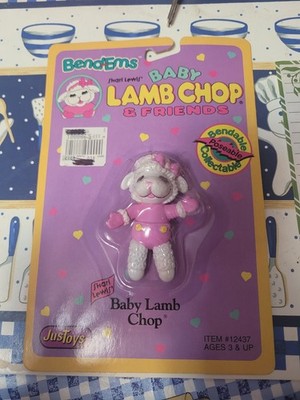 Bend'Ems
Shari Lewis'
BABY
LAMB CHOP®
& FRIENDS
Bendable
Poseable
Collectable
Shari
Lewis
Baby Lamb
Chop®
JusToys
ITEM #12437
AGES 3 & UP